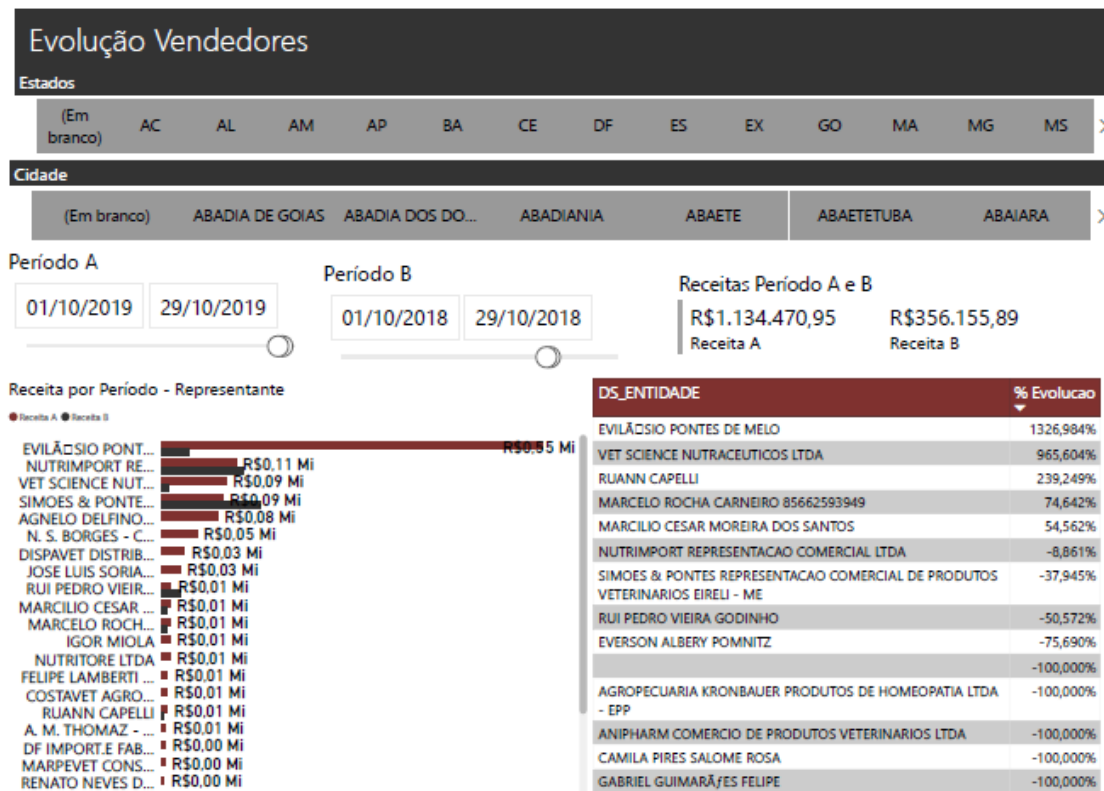 Evolução Vendedores
Estados
(Em branco) AC AL AM AP BA CE DF ES EX GO MA MG MS
Cidade
(Em branco) ABADIA DE GOIAS ABADIA DOS DO... ABADIANIA ABAETE ABAETETUBA ABAIARA
Período A
01/10/2019 29/10/2019
Período B
01/10/2018 29/10/2018
Receitas Período A e B
R$1.134.470,95 R$356.155,89
Receita A Receita B
Receita por Período - Representante
Receita A Receita B
EVILÃ□SIO PONT... R$0,55 Mi
NUTRIMPORT RE... R$0,11 Mi
VET SCIENCE NUT... R$0,09 Mi
SIMOES & PONTE... R$0,09 Mi
AGNELO DELFINO... R$0,08 Mi
N. S. BORGES - C... R$0,05 Mi
DISPAVET DISTRIB... R$0,03 Mi
JOSE LUIS SORIA... R$0,03 Mi
RUI PEDRO VIEIR... R$0,01 Mi
MARCILIO CESAR ... R$0,01 Mi
MARCELO ROCH... R$0,01 Mi
IGOR MIOLA R$0,01 Mi
NUTRITORE LTDA R$0,01 Mi
FELIPE LAMBERTI ... R$0,01 Mi
COSTAVET AGRO... R$0,01 Mi
RUANN CAPELLI R$0,01 Mi
A. M. THOMAZ - ... R$0,01 Mi
DF IMPORT.E FAB... R$0,00 Mi
MARPEVET CONS... R$0,00 Mi
RENATO NEVES D... R$0,00 Mi
DS_ENTIDADE % Evolucao
EVILÃ□SIO PONTES DE MELO 1326,984%
VET SCIENCE NUTRACEUTICOS LTDA 965,604%
RUANN CAPELLI 239,249%
MARCELO ROCHA CARNEIRO 85662593949 74,642%
MARCILIO CESAR MOREIRA DOS SANTOS 54,562%
NUTRIMPORT REPRESENTACAO COMERCIAL LTDA -8,861%
SIMOES & PONTES REPRESENTACAO COMERCIAL DE PRODUTOS -37,945%
VETERINARIOS EIRELI - ME
RUI PEDRO VIEIRA GODINHO -50,572%
EVERSON ALBERY POMNITZ -75,690%
-100,000%
AGROPECUARIA KRONBAUER PRODUTOS DE HOMEOPATIA LTDA -100,000%
- EPP
ANIPHARM COMERCIO DE PRODUTOS VETERINARIOS LTDA -100,000%
CAMILA PIRES SALOME ROSA -100,000%
GABRIEL GUIMARÃƒES FELIPE -100,000%